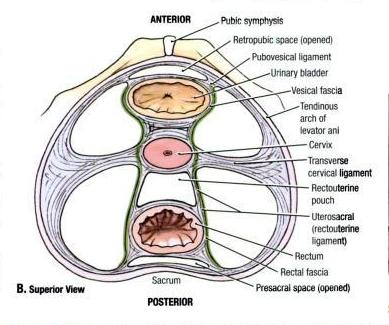 ANTERIOR
Pubic symphysis
Retropubic space (opened)
Pubovesical ligament
Urinary bladder
Vesical fascia
Tendinous
arch of
levator ani
Cervix
Transverse
cervical ligament
Rectouterine
pouch
Uterosacral
(rectouterine
ligament)
Rectum
Rectal fascia
Presacral space (opened)
Sacrum
B. Superior View
POSTERIOR